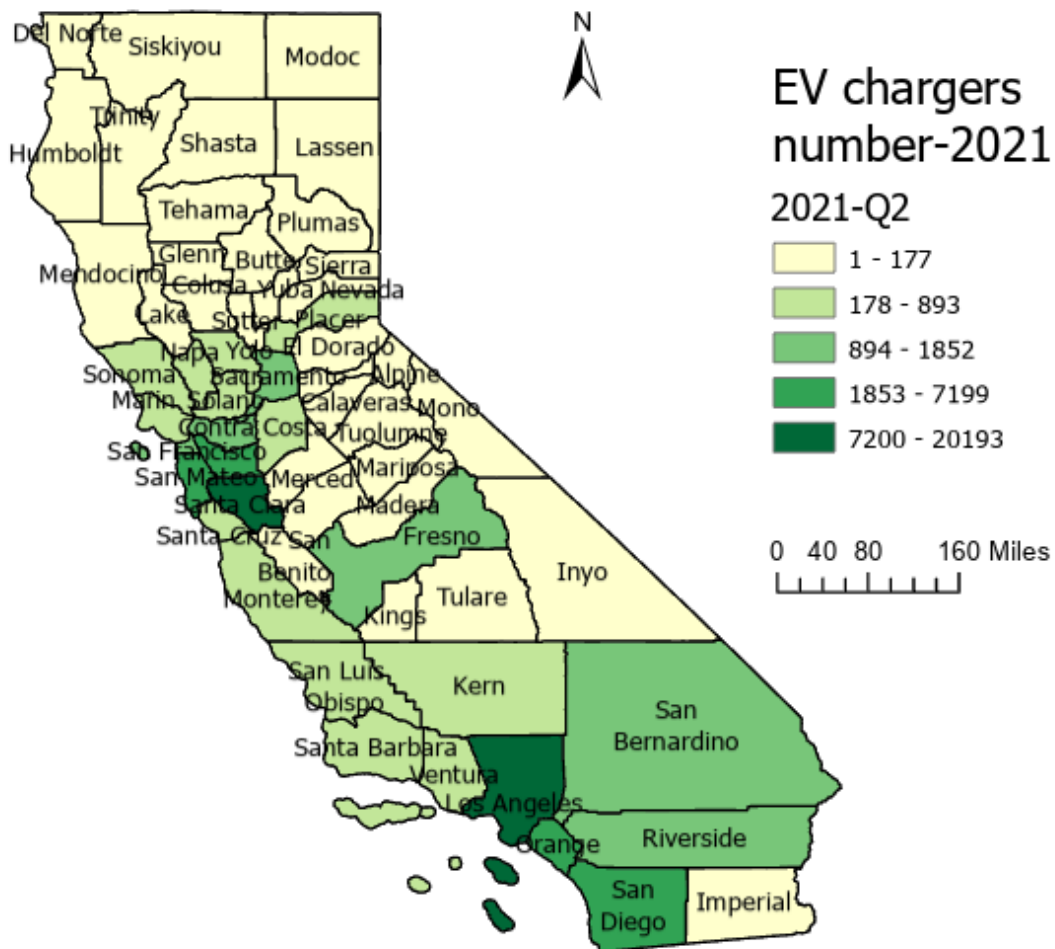 N
EV chargers
number-2021
2021-Q2
1 - 177
178 - 893
894 - 1852
1853 - 7199
7200 - 20193
0 40 80 160 Miles
Del Norte
Siskiyou
Modoc
Trinity
Humboldt
Shasta
Lassen
Tehama
Plumas
Glenn
Butte
Sierra
Mendocino
Colusa
Yuba Nevada
Lake
Sutter
Placer
Napa Yolo
El Dorado
Sonoma
Sacramento
Alpine
Marin Solano
Calaveras
Mono
Contra Costa
Tuolumne
San Francisco
Mariposa
San Mateo
Merced
Santa Clara
Madera
Santa Cruz
San
Benito
Fresno
Inyo
Monterey
Kings
Tulare
San Luis
Obispo
Kern
San
Bernardino
Santa Barbara
Ventura
Los Angeles
Orange
Riverside
San
Diego
Imperial